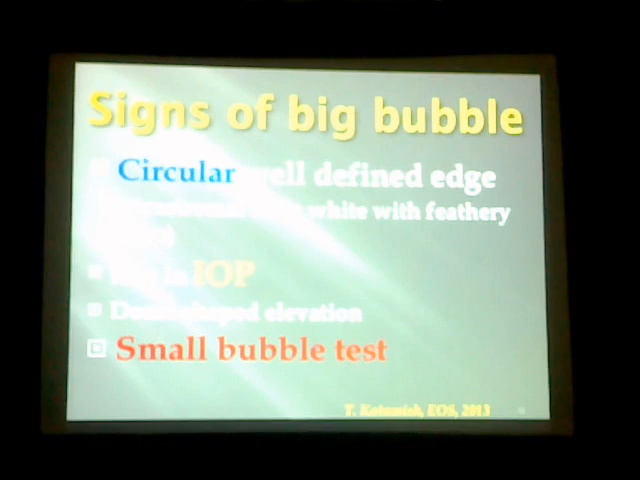 Signs of big bubble
Circular well defined edge
white with feathery
in IOP
Dome shaped elevation
Small bubble test
EOS, 2013